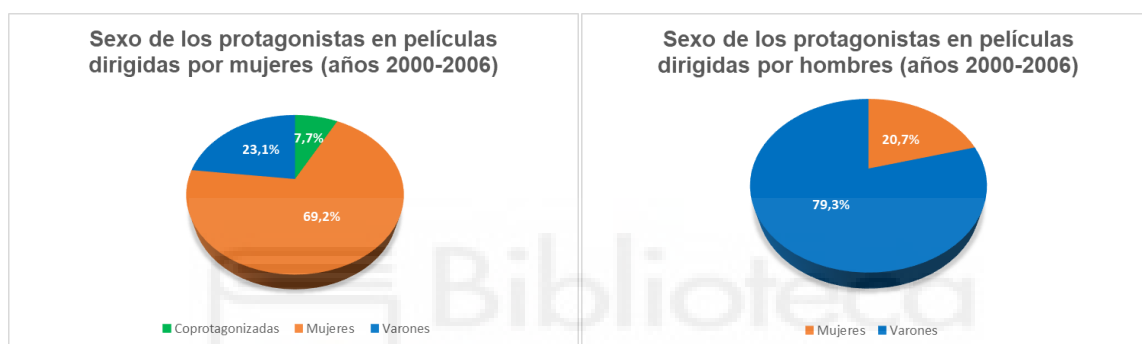 Sexo de los protagonistas en películas
dirigidas por mujeres (años 2000-2006)
7,7%
23,1%
69,2%
Coprotagonizadas Mujeres Varones
Sexo de los protagonistas en películas
dirigidas por hombres (años 2000-2006)
20,7%
79,3%
Mujeres Varones
Biblioteca